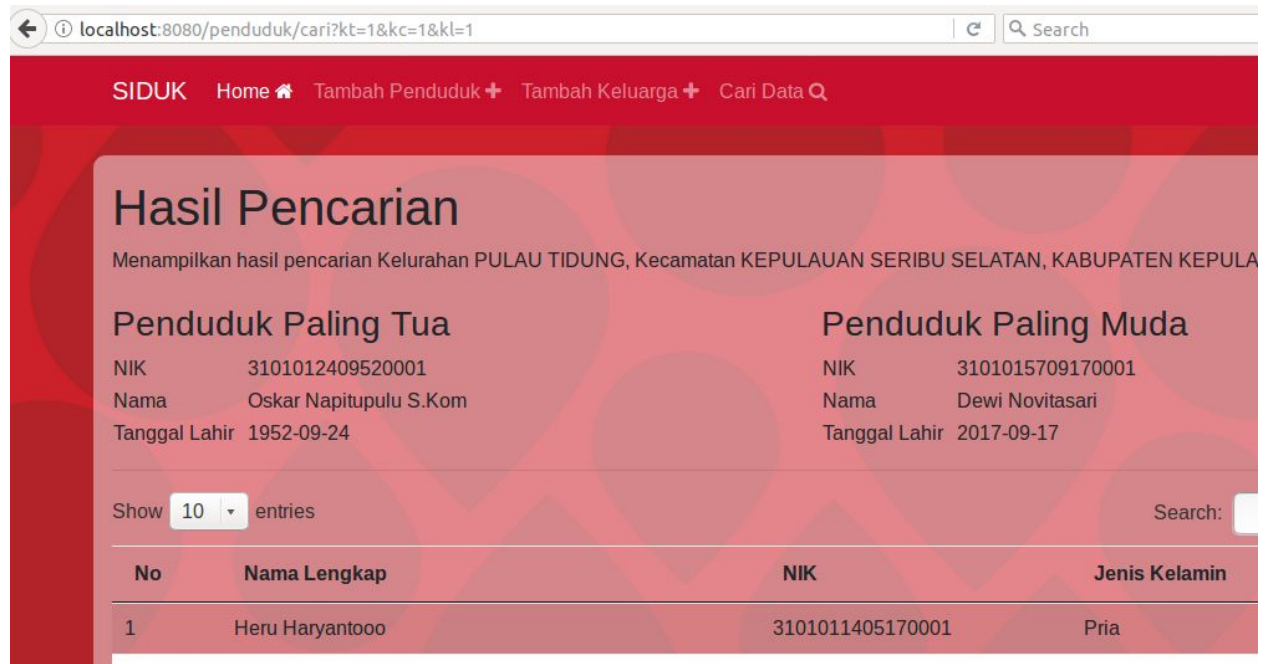 localhost:8080/penduduk/cari?kt=1&kc=1&kl=1 Search
SIDUK Home Tambah Penduduk Tambah Keluarga Cari Data
Hasil Pencarian
Menampilkan hasil pencarian Kelurahan PULAU TIDUNG, Kecamatan KEPULAUAN SERIBU SELATAN, KABUPATEN KEPULA
Penduduk Paling Tua Penduduk Paling Muda
NIK 3101012409520001 NIK 3101015709170001
Nama Oskar Napitupulu S.Kom Nama Dewi Novitasari
Tanggal Lahir 1952-09-24 Tanggal Lahir 2017-09-17
Show 10 entries Search:
No Nama Lengkap NIK Jenis Kelamin
1 Heru Haryantooo 3101011405170001 Pria